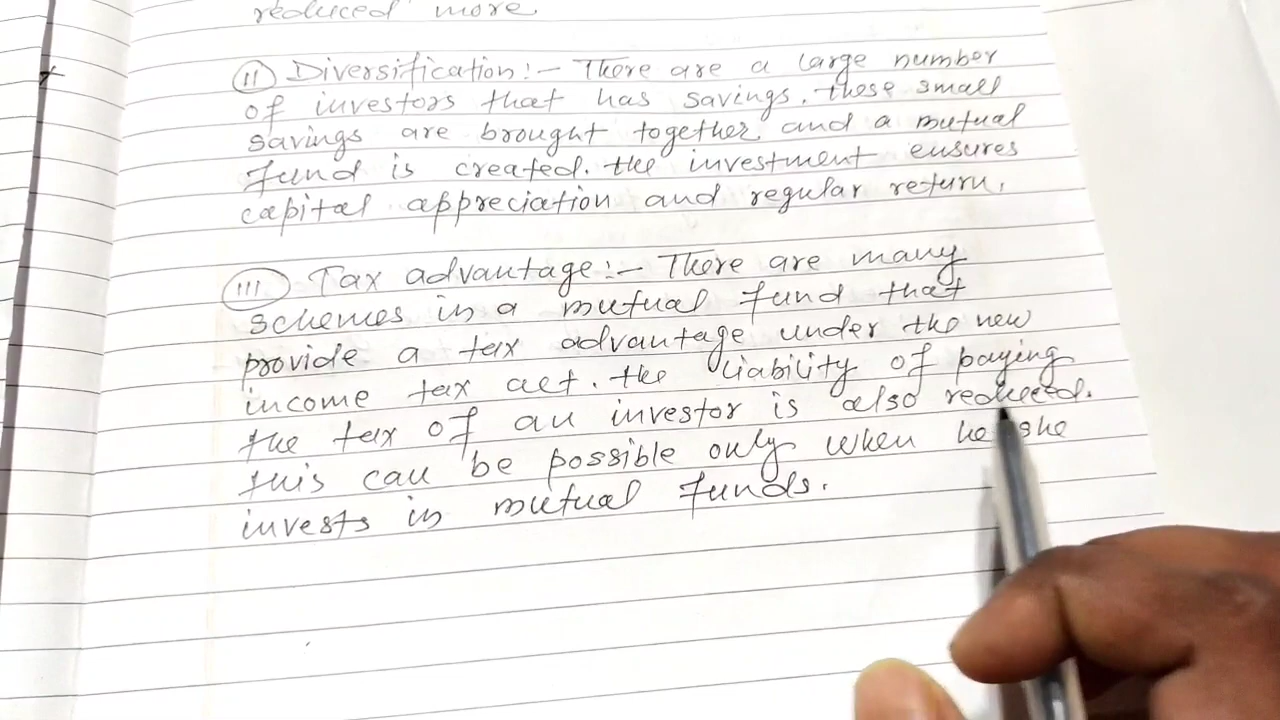 reduced more
(II) Diversification:- There are a large number
of investors that has savings. these small
savings are brought together. and a mutual
fund is created. the investment ensures
capital appreciation and regular return.
(III) Tax advantage:- There are many
schemes in a mutual fund that
provide a tax advantage under the new
income tax act. the liability of paying
the tax of an investor is also reduced.
this can be possible only when he she
invests in mutual funds.